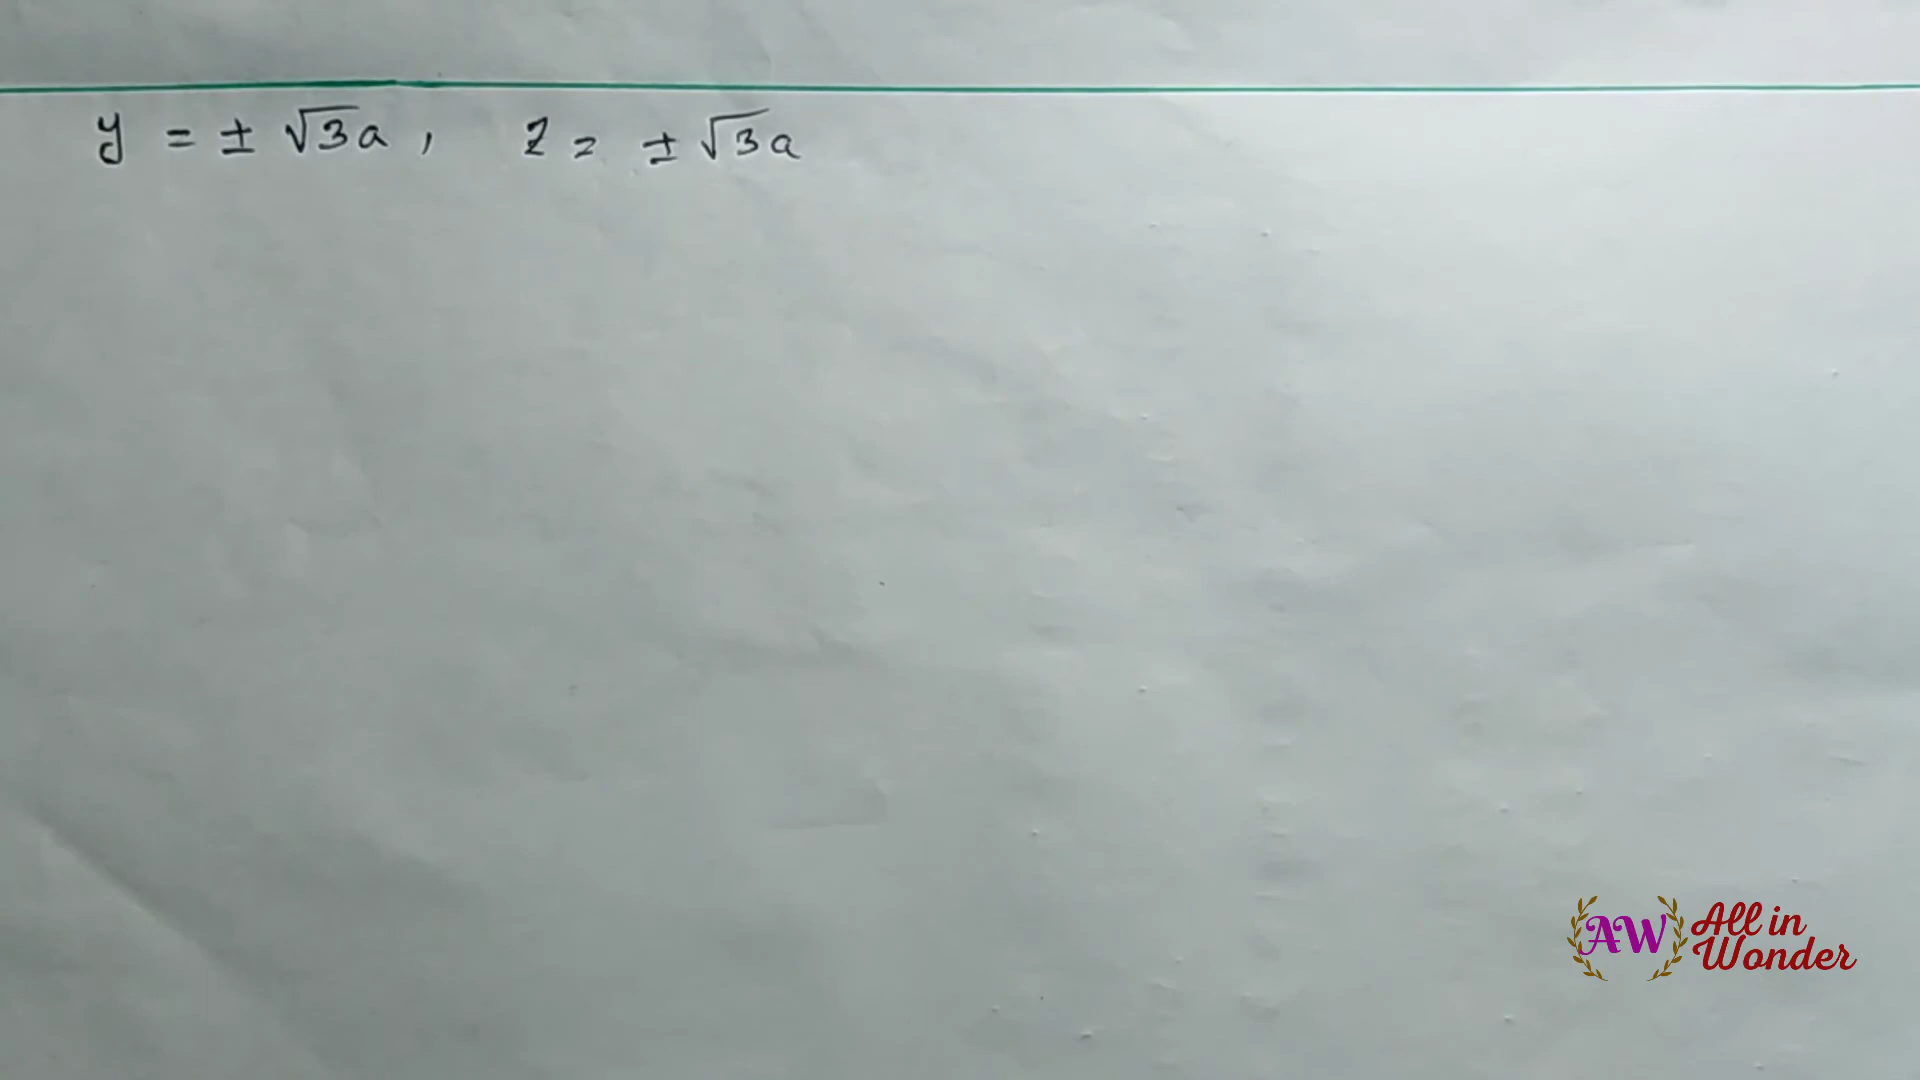 y = ± √3a , z = ± √3a
AW All in
Wonder